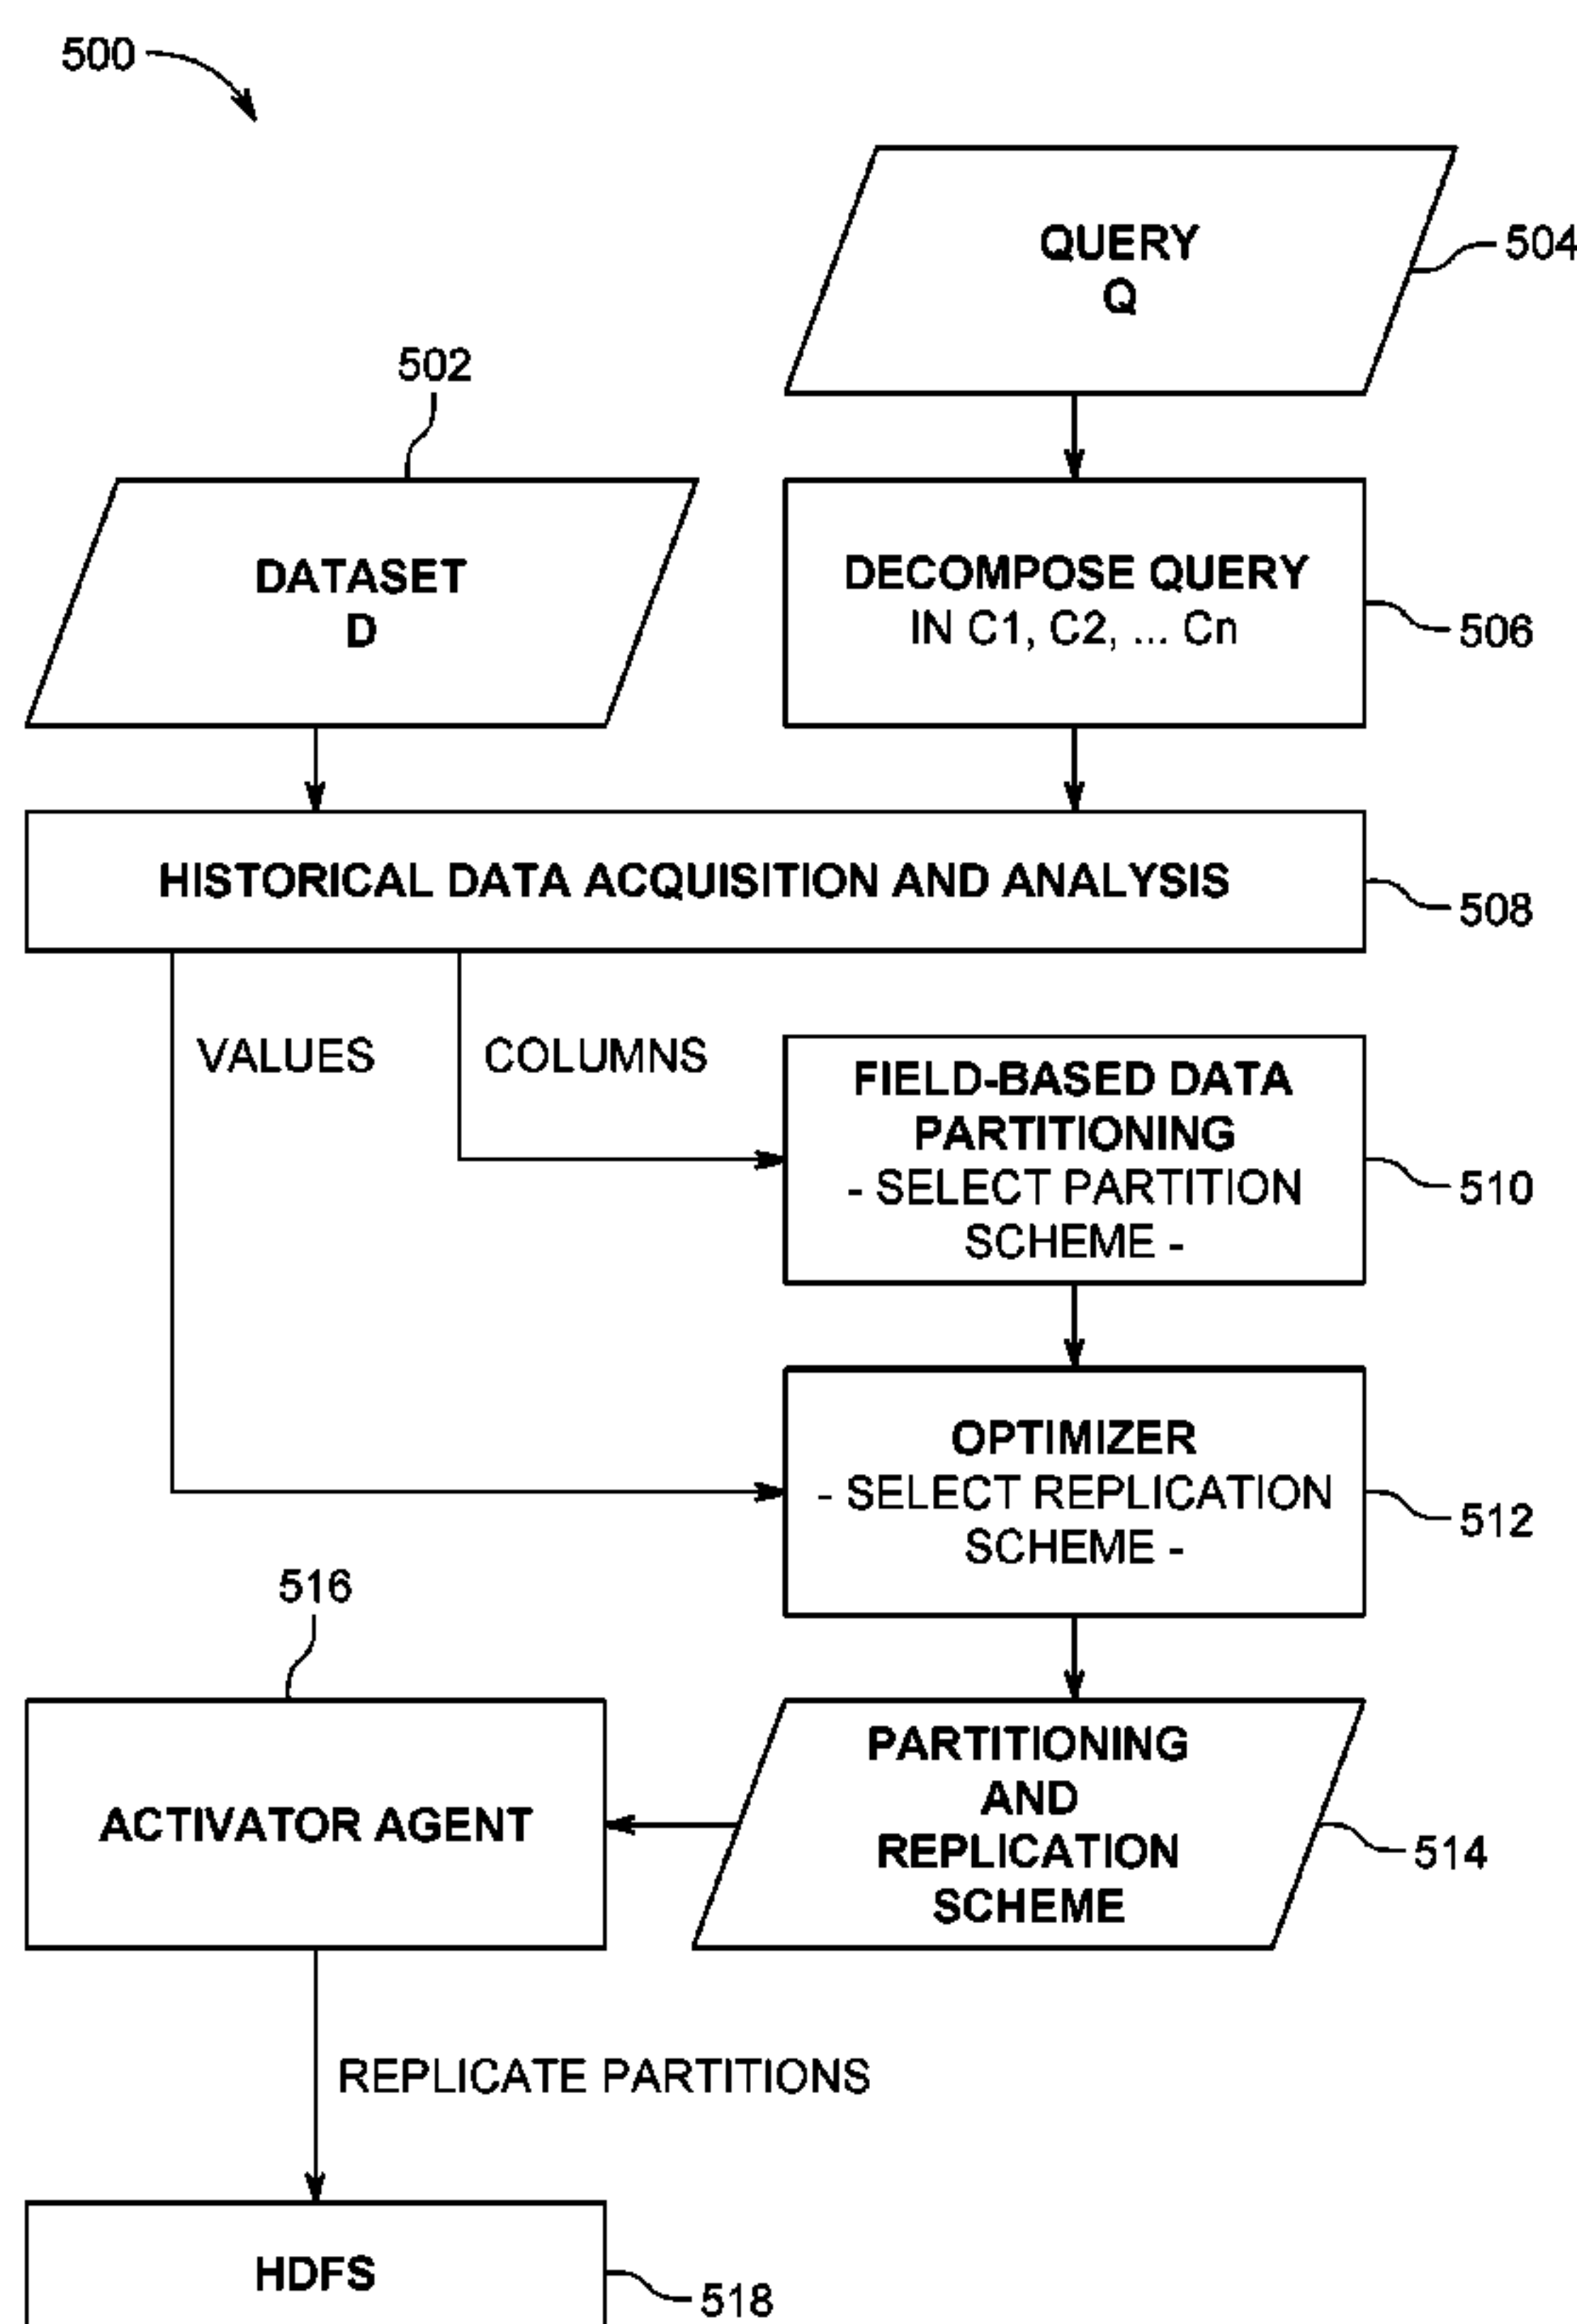 500
QUERY
Q
504
502
DATASET
D
DECOMPOSE QUERY
IN C1, C2, ... Cn
506
HISTORICAL DATA ACQUISITION AND ANALYSIS
508
VALUES
COLUMNS
FIELD-BASED DATA
PARTITIONING
- SELECT PARTITION
SCHEME -
510
OPTIMIZER
- SELECT REPLICATION
SCHEME -
512
516
ACTIVATOR AGENT
PARTITIONING
AND
REPLICATION
SCHEME
514
REPLICATE PARTITIONS
HDFS
518